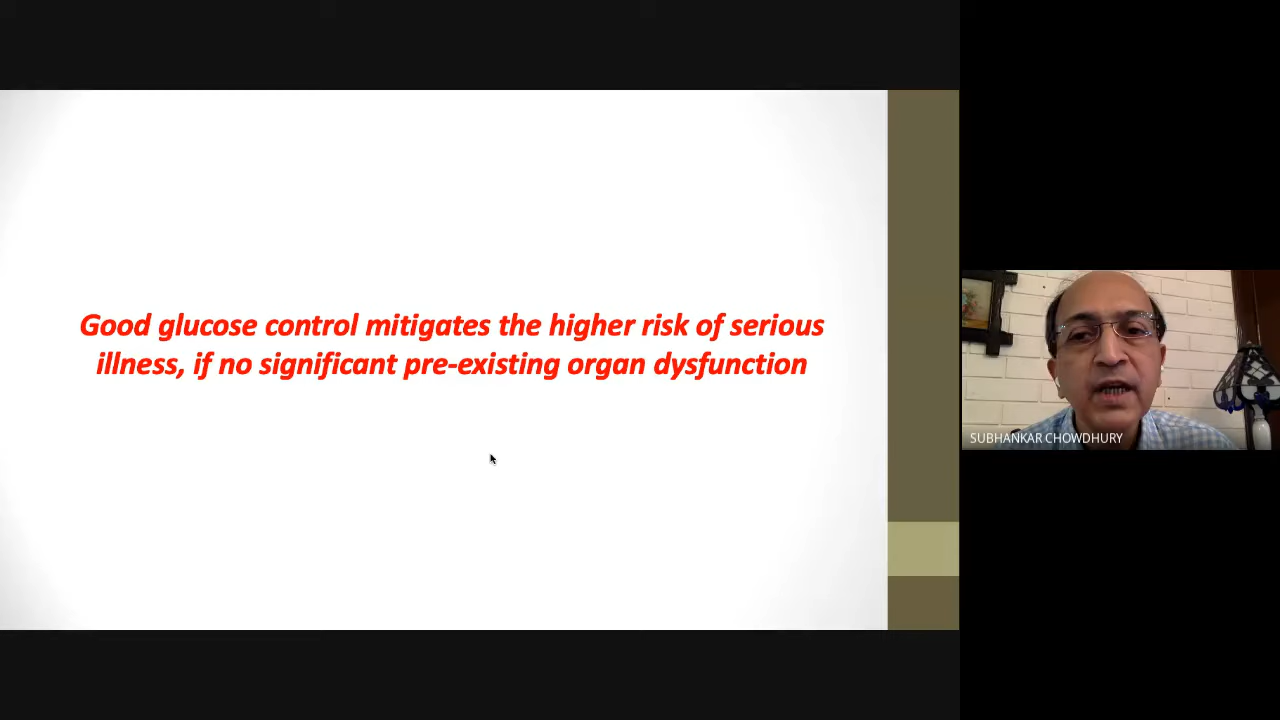 Good glucose control mitigates the higher risk of serious
illness, if no significant pre-existing organ dysfunction
SUBHANKAR CHOWDHURY